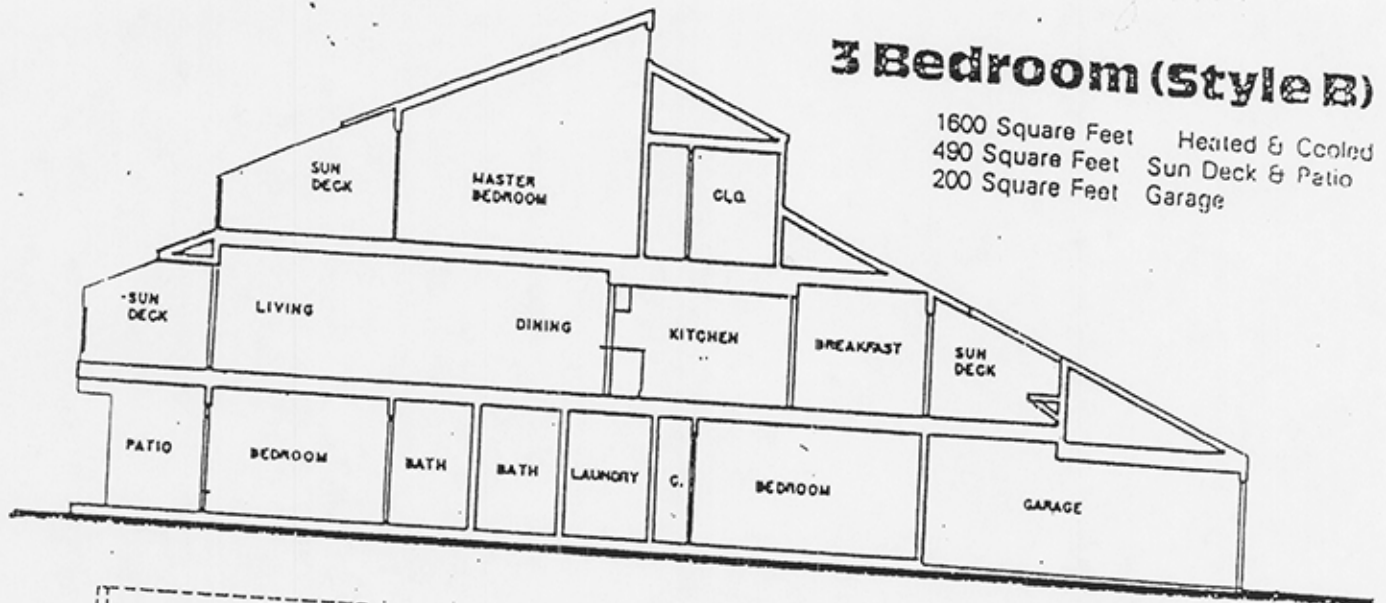 3 Bedroom (Style B)
1600 Square Feet Heated & Cooled
490 Square Feet Sun Deck & Patio
200 Square Feet Garage
SUN
DECK
MASTER
BEDROOM
CLO.
SUN
DECK
LIVING
DINING
KITCHEN
BREAKFAST
SUN
DECK
PATIO
BEDROOM
BATH
BATH
LAUNDRY
C.
BEDROOM
GARAGE